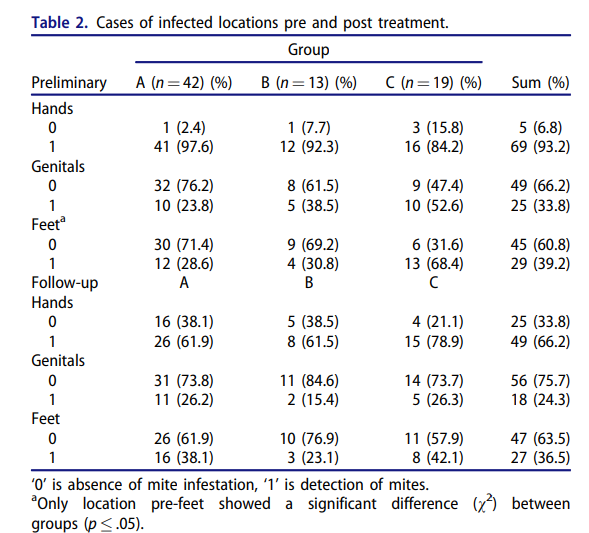 Table 2. Cases of infected locations pre and post treatment.
Group
Preliminary A (n = 42) (%) B (n = 13) (%) C (n = 19) (%) Sum (%)
Hands
0 1 (2.4) 1 (7.7) 3 (15.8) 5 (6.8)
1 41 (97.6) 12 (92.3) 16 (84.2) 69 (93.2)
Genitals
0 32 (76.2) 8 (61.5) 9 (47.4) 49 (66.2)
1 10 (23.8) 5 (38.5) 10 (52.6) 25 (33.8)
Feetᵃ
0 30 (71.4) 9 (69.2) 6 (31.6) 45 (60.8)
1 12 (28.6) 4 (30.8) 13 (68.4) 29 (39.2)
Follow-up A B C
Hands
0 16 (38.1) 5 (38.5) 4 (21.1) 25 (33.8)
1 26 (61.9) 8 (61.5) 15 (78.9) 49 (66.2)
Genitals
0 31 (73.8) 11 (84.6) 14 (73.7) 56 (75.7)
1 11 (26.2) 2 (15.4) 5 (26.3) 18 (24.3)
Feet
0 26 (61.9) 10 (76.9) 11 (57.9) 47 (63.5)
1 16 (38.1) 3 (23.1) 8 (42.1) 27 (36.5)
'0' is absence of mite infestation, '1' is detection of mites.
ᵃOnly location pre-feet showed a significant difference (χ²) between
groups (p ≤ .05).